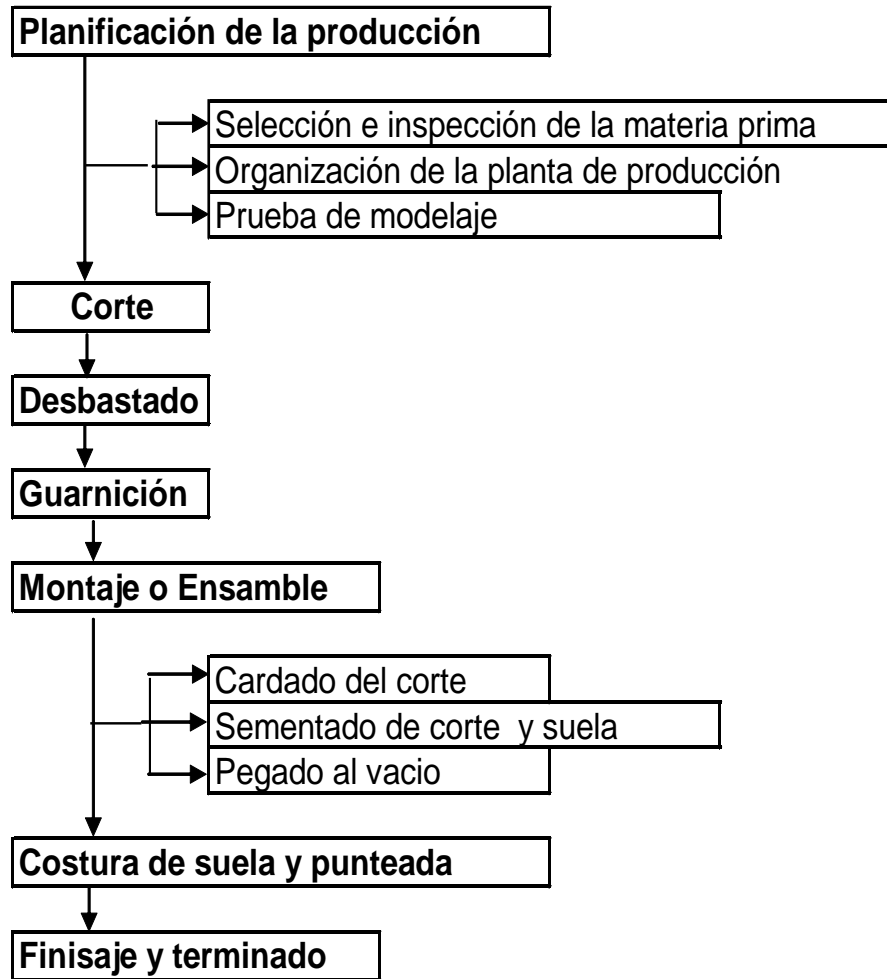 Planificación de la producción
Selección e inspección de la materia prima
Organización de la planta de producción
Prueba de modelaje
Corte
Desbastado
Guarnición
Montaje o Ensamble
Cardado del corte
Sementado de corte y suela
Pegado al vacio
Costura de suela y punteada
Finisaje y terminado